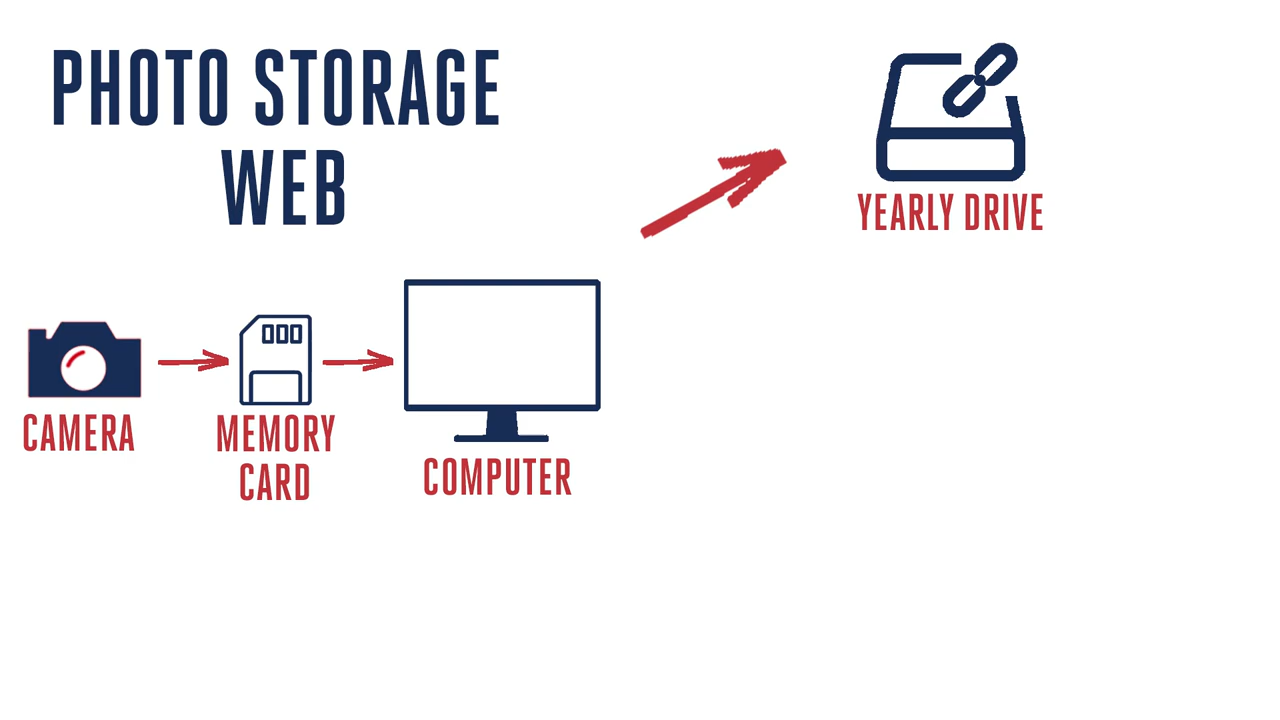 PHOTO STORAGE
WEB
YEARLY DRIVE
CAMERA
MEMORY
CARD
COMPUTER